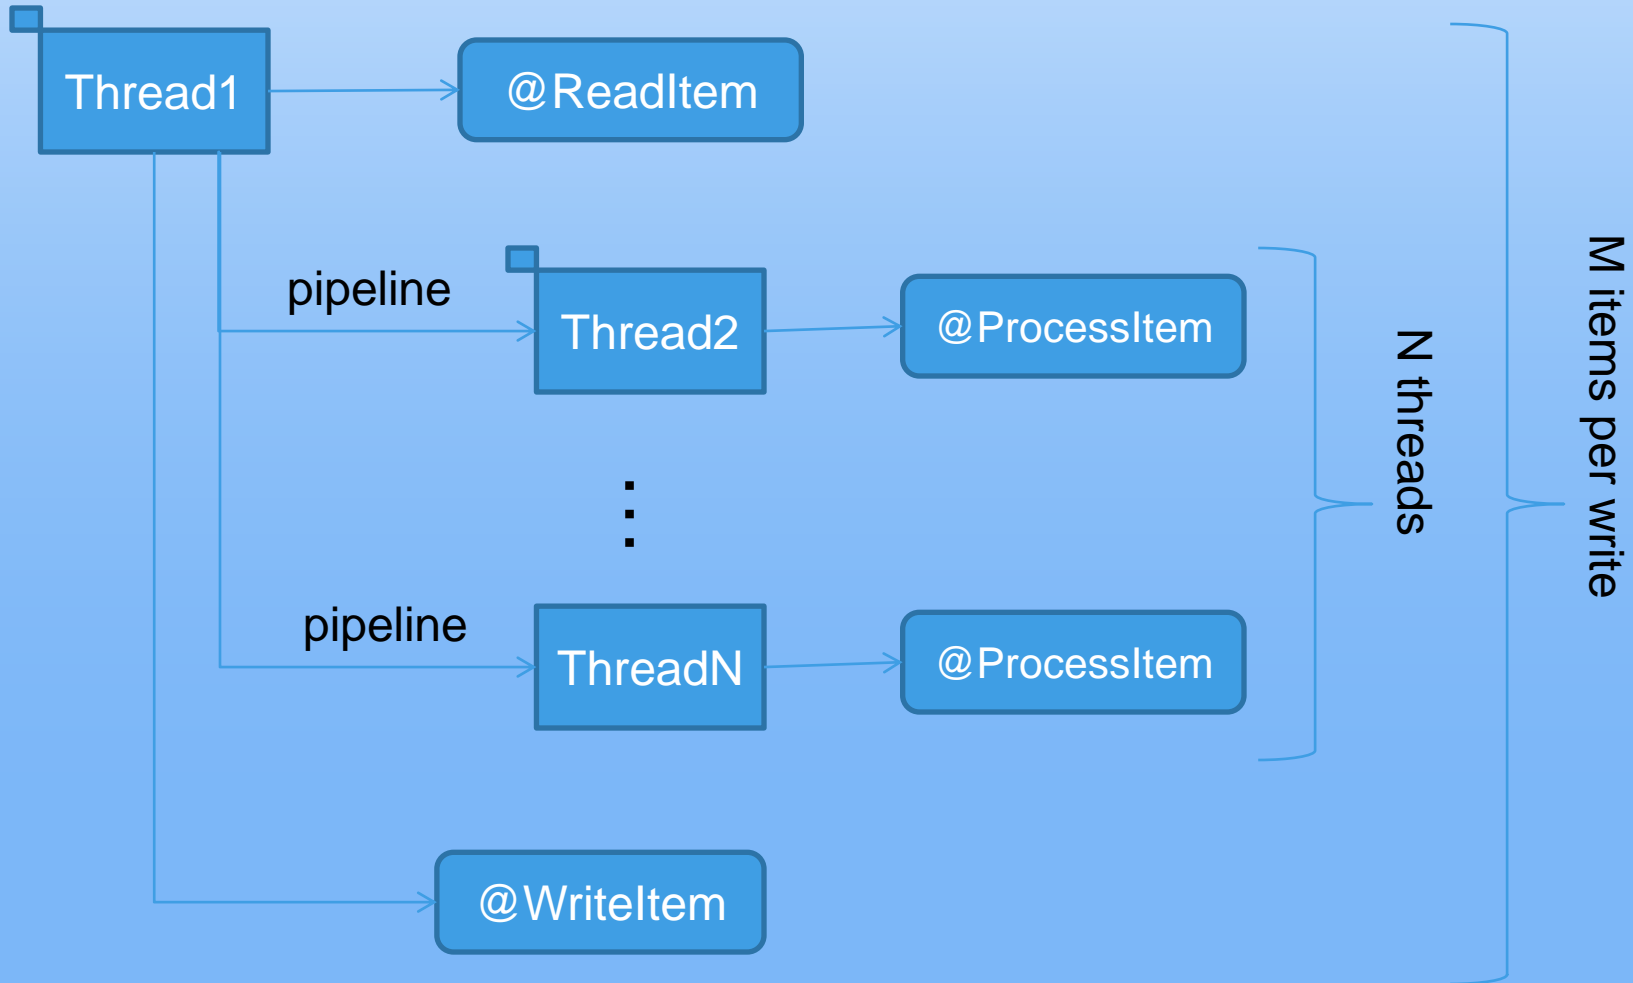 Thread1
@ReadItem
pipeline
Thread2
@ProcessItem
pipeline
ThreadN
@ProcessItem
@WriteItem
N threads
M items per write